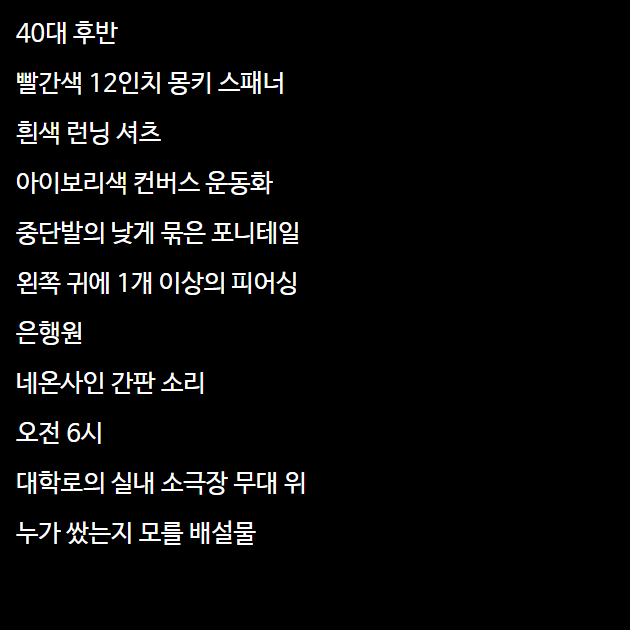 40대 후반
빨간색 12인치 몽키 스패너
흰색 런닝 셔츠
아이보리색 컨버스 운동화
중단발의 낮게 묶은 포니테일
왼쪽 귀에 1개 이상의 피어싱
은행원
네온사인 간판 소리
오전 6시
대학로의 실내 소극장 무대 위
누가 쌌는지 모를 배설물